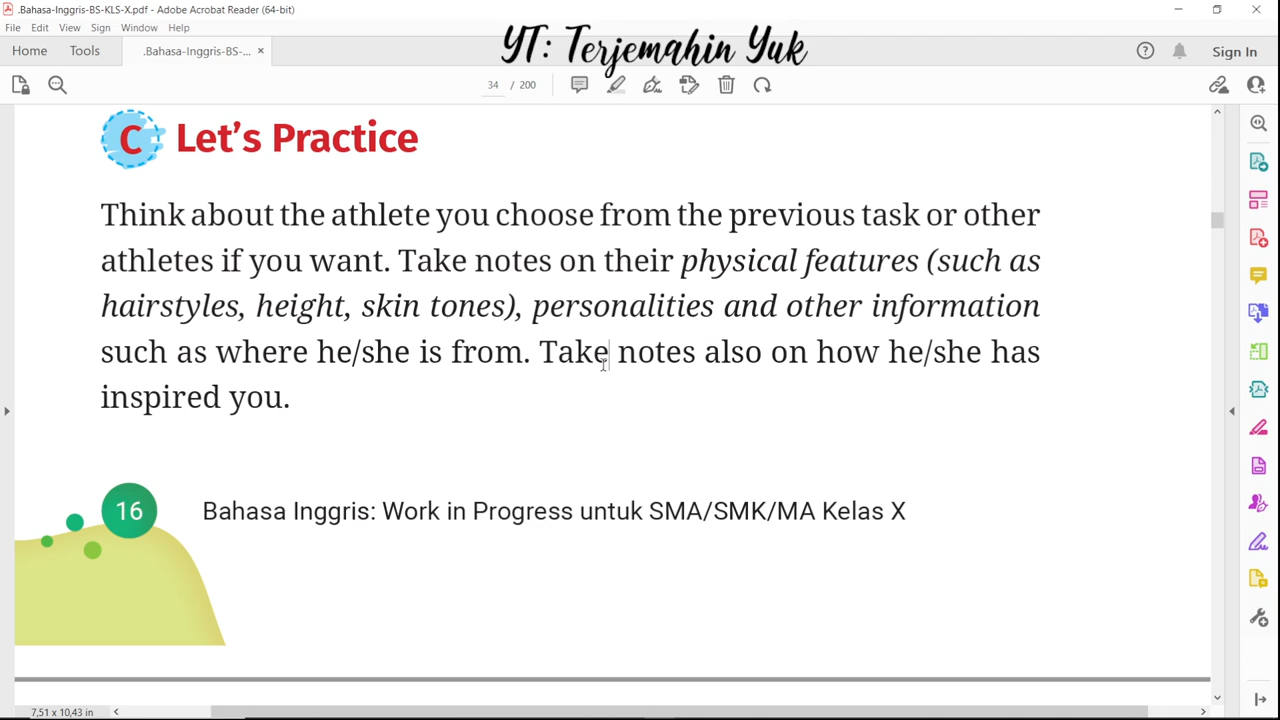 .Bahasa-Inggris-BS-KLS-X.pdf - Adobe Acrobat Reader (64-bit)
File Edit View Sign Window Help
YT: Terjemahin Yuk
Home Tools .Bahasa-Inggris-BS-... × Sign In
34 / 200
C Let's Practice
Think about the athlete you choose from the previous task or other
athletes if you want. Take notes on their physical features (such as
hairstyles, height, skin tones), personalities and other information
such as where he/she is from. Take notes also on how he/she has
inspired you.
16 Bahasa Inggris: Work in Progress untuk SMA/SMK/MA Kelas X
7,51 x 10,43 in